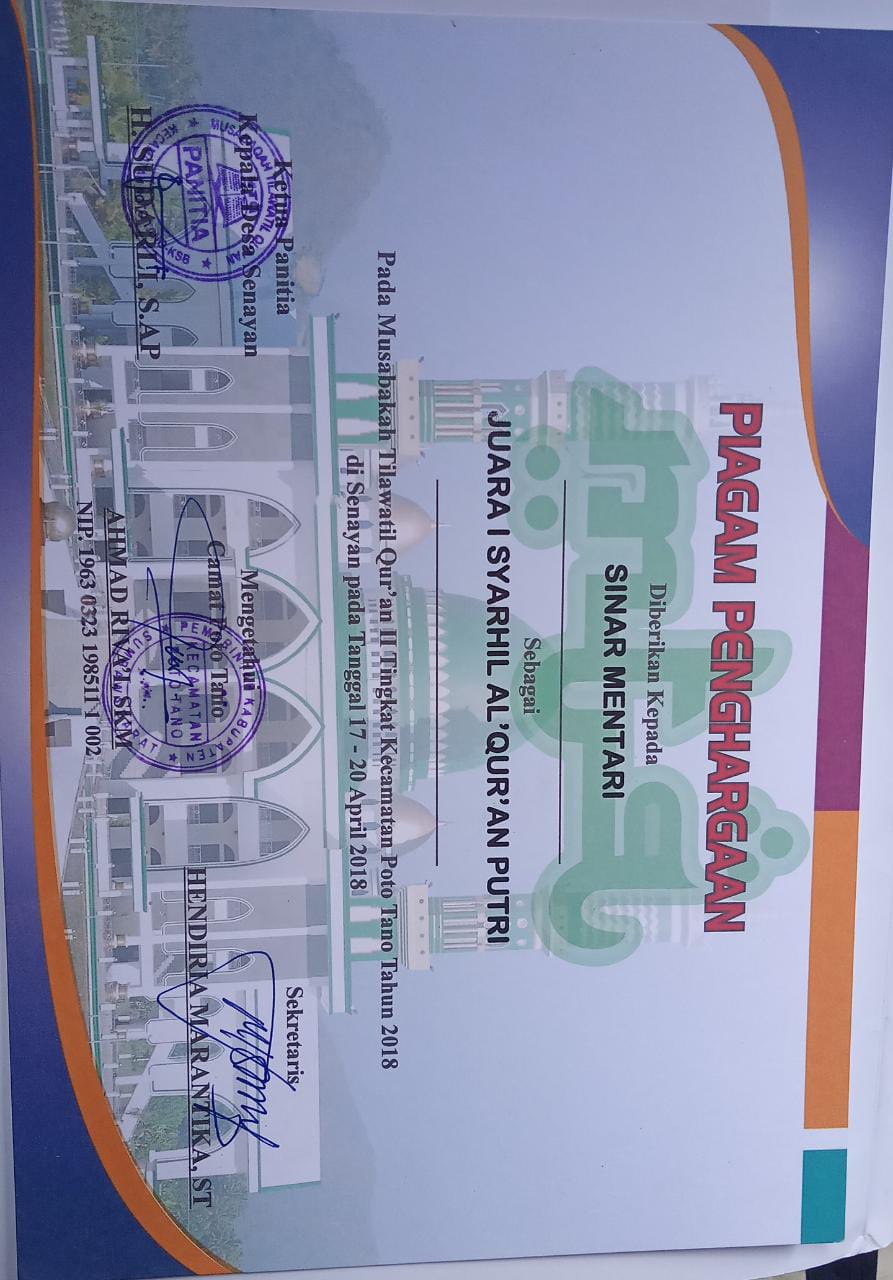 PIAGAM PENGHARGAAN
Diberikan Kepada
SINAR MENTARI
Sebagai
JUARA I SYARHIL AL'QUR'AN PUTRI
Pada Musabakah Tilawatil Qur'an II Tingkat Kecamatan Poto Tano Tahun 2018
di Senayan pada Tanggal 17 - 20 April 2018
Ketua Panitia
Kepala Desa Senayan
PANITIA
H. SUDARLI, S.AP
Mengetahui
Camat Poto Tano
PEMERINTAH KABUPATEN
KECAMATAN
POTO-TANO
AHMAD RIVA'I, SKM
NIP. 1963 0323 198511 1 002
Sekretaris
HENDIRIA MARANTIKA, ST